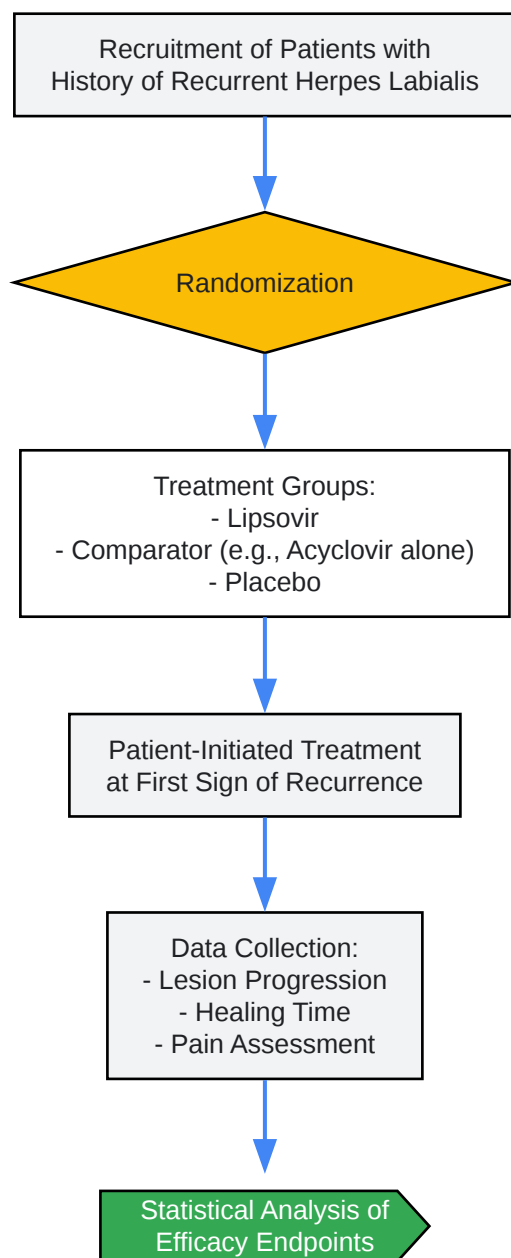 Recruitment of Patients with
History of Recurrent Herpes Labialis
Randomization
Treatment Groups:
- Lipsovir
- Comparator (e.g., Acyclovir alone)
- Placebo
Patient-Initiated Treatment
at First Sign of Recurrence
Data Collection:
- Lesion Progression
- Healing Time
- Pain Assessment
Statistical Analysis of
Efficacy Endpoints